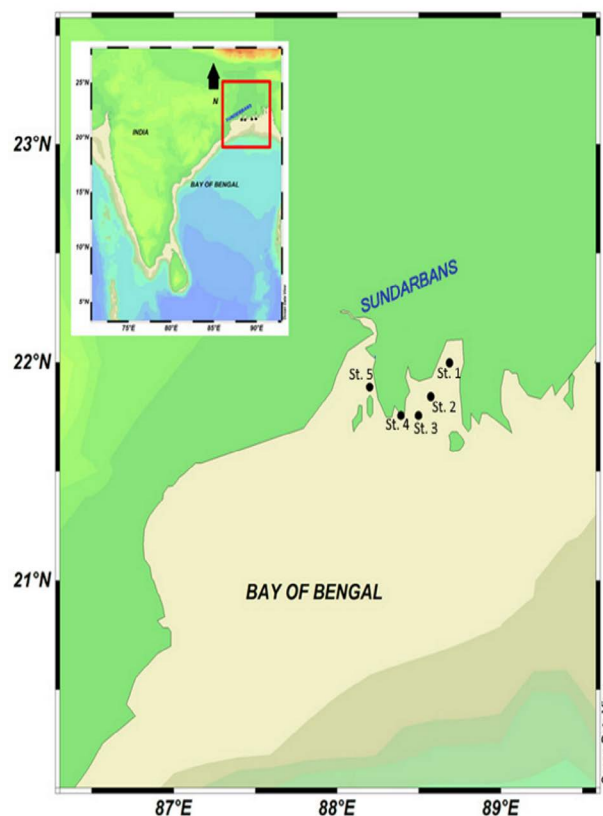 25°N
20°N
15°N
10°N
5°N
N
SUNDERBANS
INDIA
BAY OF BENGAL
75°E 80°E 85°E 90°E
23°N
SUNDARBANS
22°N
St. 1
St. 5
St. 2
St. 4 St. 3
21°N
BAY OF BENGAL
87°E 88°E 89°E